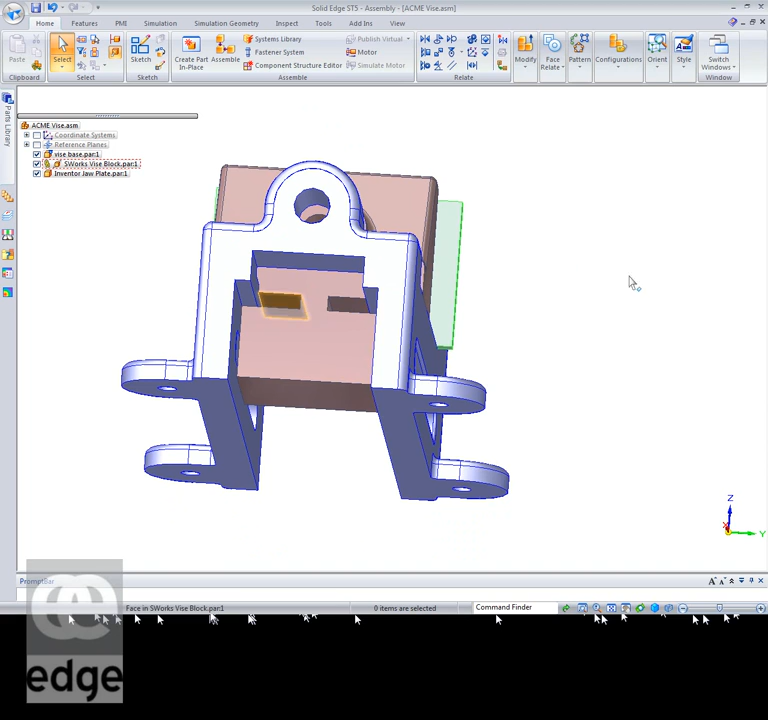 Solid Edge ST5 - Assembly - [ACME Vise.asm]
Home Features PMI Simulation Simulation Geometry Inspect Tools Add Ins View
Paste
Clipboard
Select
Select
Sketch
Sketch
Create Part In-Place
Assemble
Systems Library
Fastener System
Component Structure Editor
Publish Virtual
Motor
Simulate Motor
Assemble
Relate
Modify
Face Relate
Pattern
Configurations
Orient
Style
Switch Windows
Window
Parts Library
ACME Vise.asm
Coordinate Systems
Reference Planes
vise base.par:1
SWorks Vise Block.par:1
Inventor Jaw Plate.par:1
Z
X
Y
PromptBar
Face in SWorks Vise Block.par:1
0 items are selected
Command Finder
edge